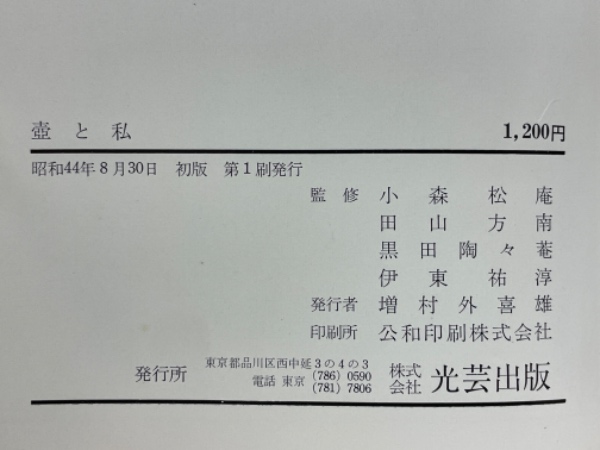 壺と私 1,200円
昭和44年8月30日 初版 第1刷発行
監修 小森松庵
田山方南
黒田陶々菴
伊東祐淳
発行者 増村外喜雄
印刷所 公和印刷株式会社
発行所 東京都品川区西中延3の4の3 電話 東京 (786) 0590 (781) 7806 株式会社 光芸出版